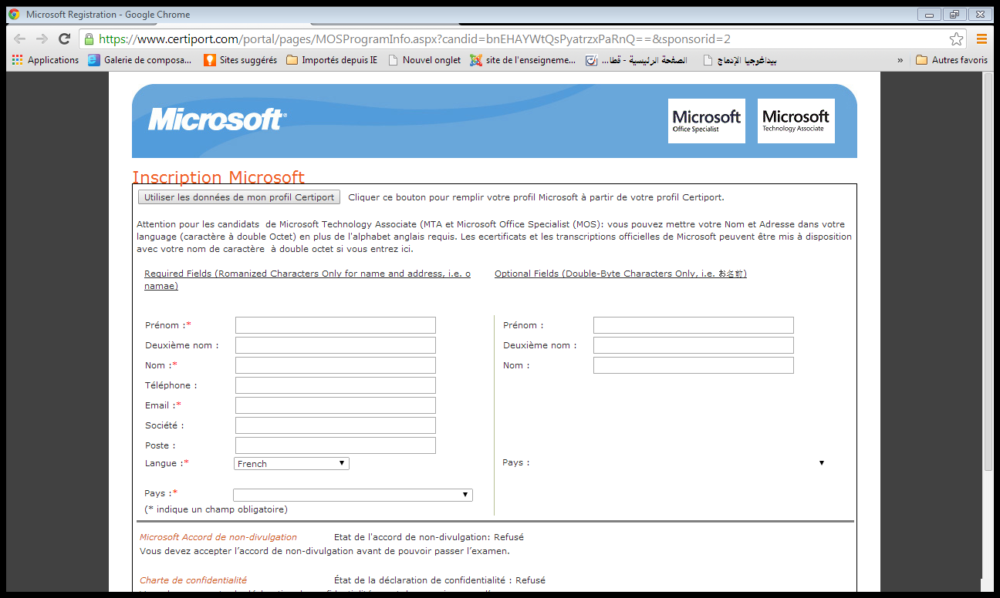 Microsoft Registration - Google Chrome
https://www.certiport.com/portal/pages/MOSProgramInfo.aspx?candid=bnEHAYWtQsPyatrzxPaRnQ==&sponsorid=2
Applications Galerie de composa... Sites suggérés Importés depuis IE Nouvel onglet site de l'enseigneme... الصفحة الرئيسية - قطا... بيداغوجيا الإدماج » Autres favoris
Microsoft® Microsoft Office Specialist Microsoft Technology Associate
Inscription Microsoft
Utiliser les données de mon profil Certiport Cliquer ce bouton pour remplir votre profil Microsoft à partir de votre profil Certiport.
Attention pour les candidats de Microsoft Technology Associate (MTA et Microsoft Office Specialist (MOS): vous pouvez mettre votre Nom et Adresse dans votre
language (caractère à double Octet) en plus de l'alphabet anglais requis. Les ecertificats et les transcriptions officielles de Microsoft peuvent être mis à disposition
avec votre nom de caractère à double octet si vous entrez ici.
Required Fields (Romanized Characters Only for name and address, i.e. o
namae)
Optional Fields (Double-Byte Characters Only, i.e. お名前)
Prénom :* Prénom :
Deuxième nom : Deuxième nom :
Nom :* Nom :
Téléphone :
Email :*
Société :
Poste :
Langue :* French Pays :
Pays :*
(* indique un champ obligatoire)
Microsoft Accord de non-divulgation Etat de l'accord de non-divulgation: Refusé
Vous devez accepter l’accord de non-divulgation avant de pouvoir passer l’examen.
Charte de confidentialité État de la déclaration de confidentialité : Refusé